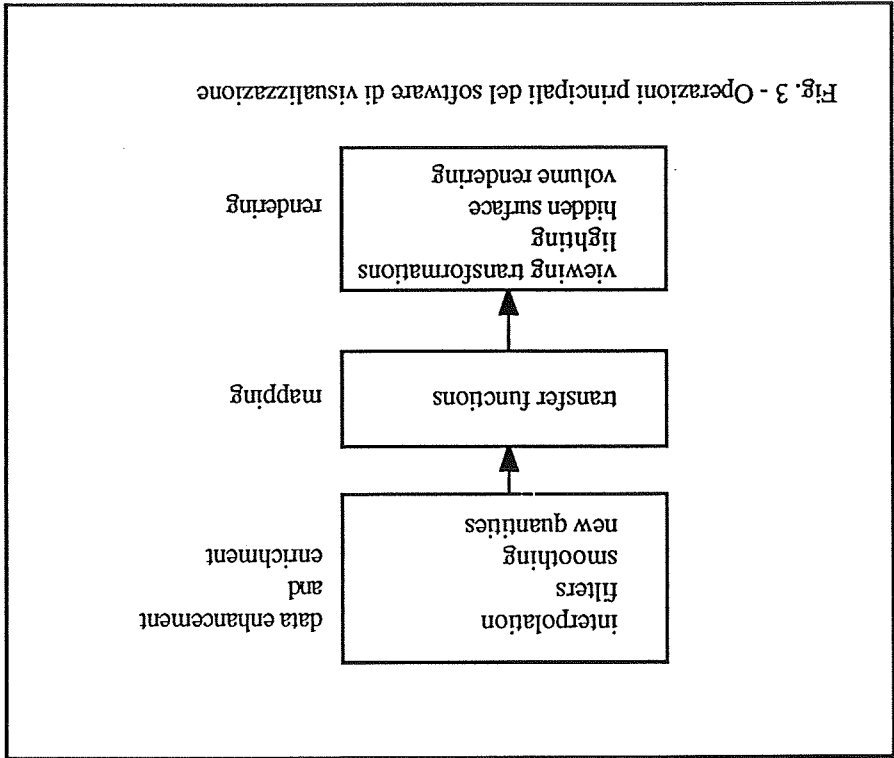 interpolation
filters
smoothing
new quantities
data enhancement
and
enrichment
transfer functions
mapping
viewing transformations
lighting
hidden surface
volume rendering
rendering
Fig. 3 - Operazioni principali del software di visualizzazione